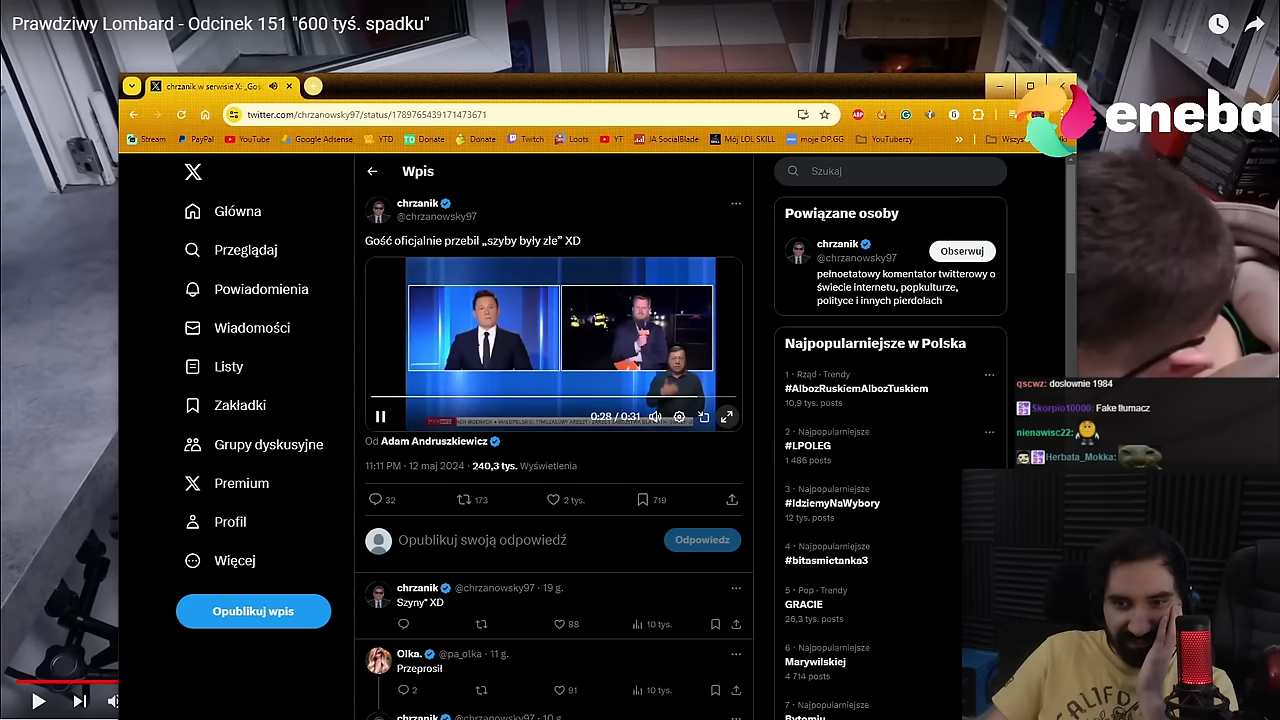 Prawdziwy Lombard - Odcinek 151 "600 tyś. spadku"
chrzanik w serwisie X: „Goś
twitter.com/chrzanowsky97/status/1789765439171473671
eneba
Stream
PayPal
YouTube
Google Adsense
YTD
Donate
Donate
Twitch
Loots
YT
IA SocialBlade
Mój LOL SKILL
moje OP.GG
YouTuberzy
»
Wszys
Główna
Przeglądaj
Powiadomienia
Wiadomości
Listy
Zakładki
Grupy dyskusyjne
Premium
Profil
Więcej
Opublikuj wpis
Wpis
chrzanik
@chrzanowsky97
Gość oficjalnie przebił „szyby były złe” XD
0:28 / 0:31
Od Adam Andruszkiewicz
11:11 PM · 12 maj 2024 · 240,3 tys. Wyświetlenia
32
173
2 tys.
719
Opublikuj swoją odpowiedź
Odpowiedz
chrzanik @chrzanowsky97 · 19 g.
Szyny* XD
88
10 tys.
Olka. @pa_olka · 11 g.
Przeprosił
2
91
10 tys.
chrzanik @chrzanowsky97 · 10 g.
Szukaj
Powiązane osoby
chrzanik
@chrzanowsky97
Obserwuj
pełnoetatowy komentator twitterowy o
świecie internetu, popkulturze,
polityce i innych pierdołach
Najpopularniejsze w Polska
1 · Rząd · Trendy
#AlbozRuskiemAlbozTuskiem
10,9 tys. posts
2 · Najpopularniejsze
#LPOLEG
1 486 posts
3 · Najpopularniejsze
#IdziemyNaWybory
12 tys. posts
4 · Najpopularniejsze
#bitasmictanka3
5 · Pop · Trendy
GRACIE
26,3 tys. posts
6 · Najpopularniejsze
Marywilskiej
4 714 posts
7 · Najpopularniejsze
Bytomiu
qscwz: dosłownie 1984
Skorpio10000: Fake tłumacz
nienawisc22:
Herbata_Mokka: